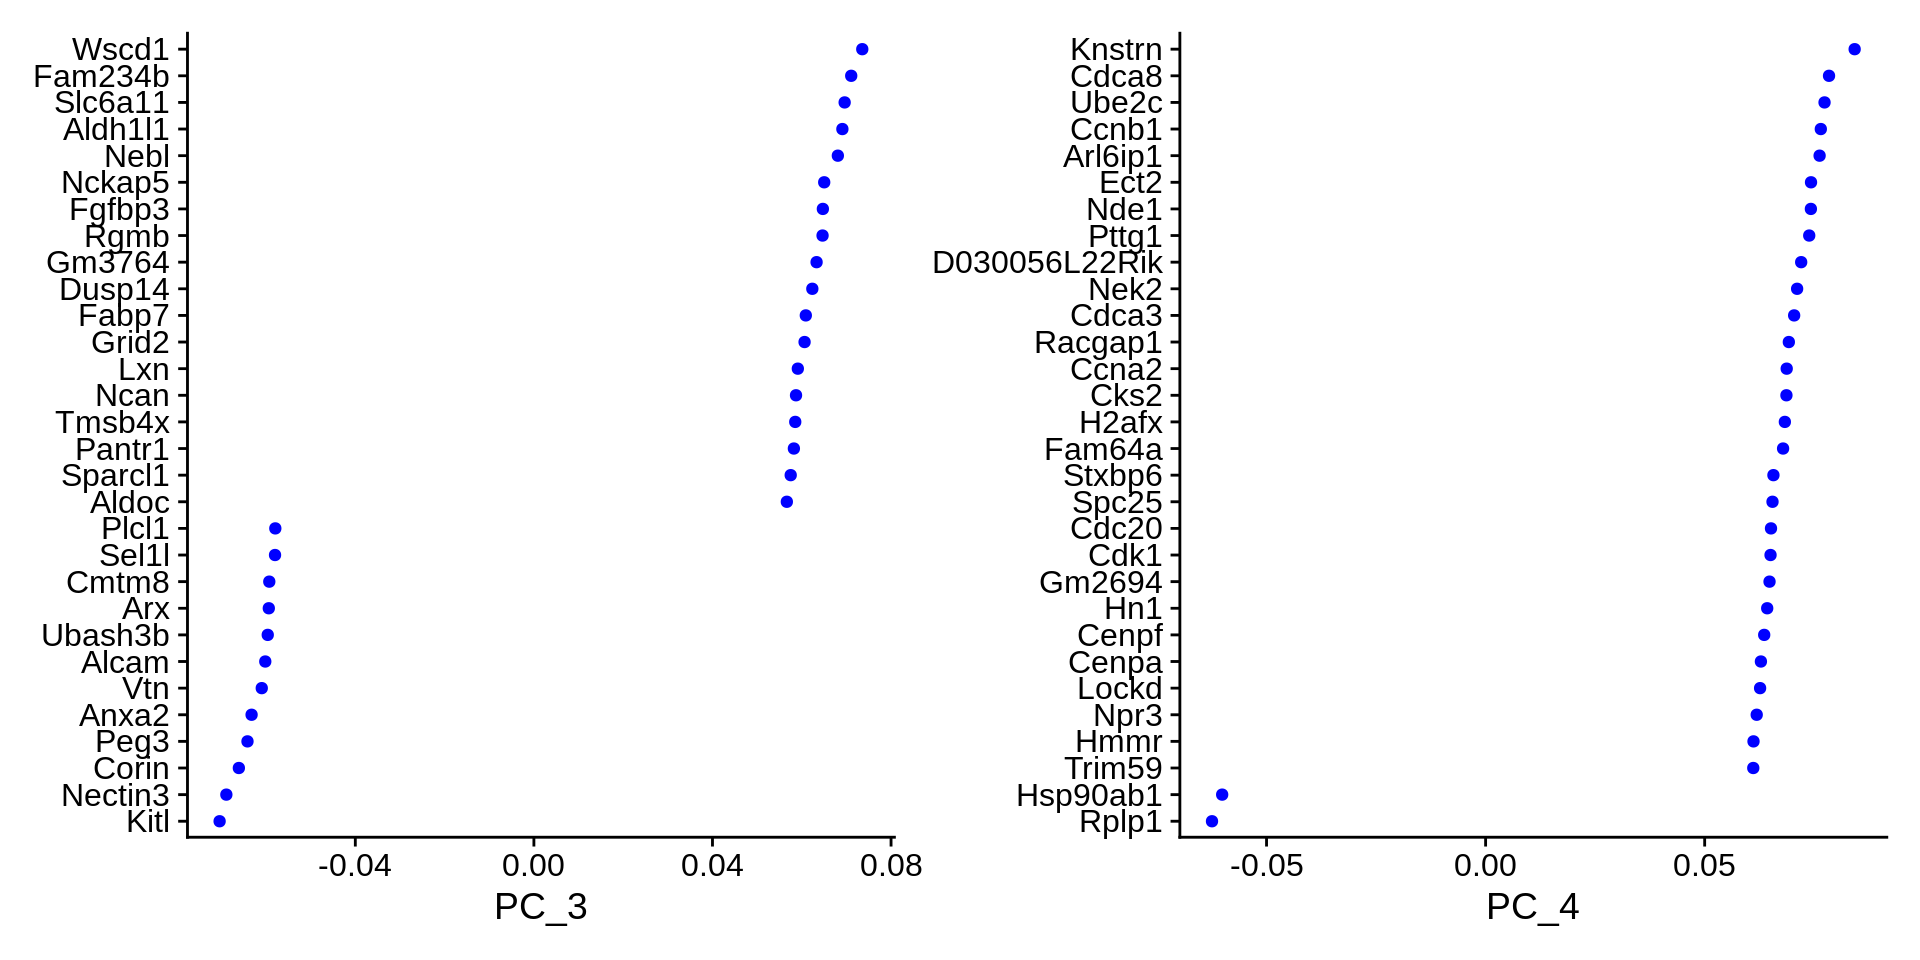 Wscd1
Fam234b
Slc6a11
Aldh1l1
Nebl
Nckap5
Fgfbp3
Rgmb
Gm3764
Dusp14
Fabp7
Grid2
Lxn
Ncan
Tmsb4x
Pantr1
Sparcl1
Aldoc
Plcl1
Sel1l
Cmtm8
Arx
Ubash3b
Alcam
Vtn
Anxa2
Peg3
Corin
Nectin3
Kitl
-0.04 0.00 0.04 0.08
PC_3
Knstrn
Cdca8
Ube2c
Ccnb1
Arl6ip1
Ect2
Nde1
Pttg1
D030056L22Rik
Nek2
Cdca3
Racgap1
Ccna2
Cks2
H2afx
Fam64a
Stxbp6
Spc25
Cdc20
Cdk1
Gm2694
Hn1
Cenpf
Cenpa
Lockd
Npr3
Hmmr
Trim59
Hsp90ab1
Rplp1
-0.05 0.00 0.05
PC_4